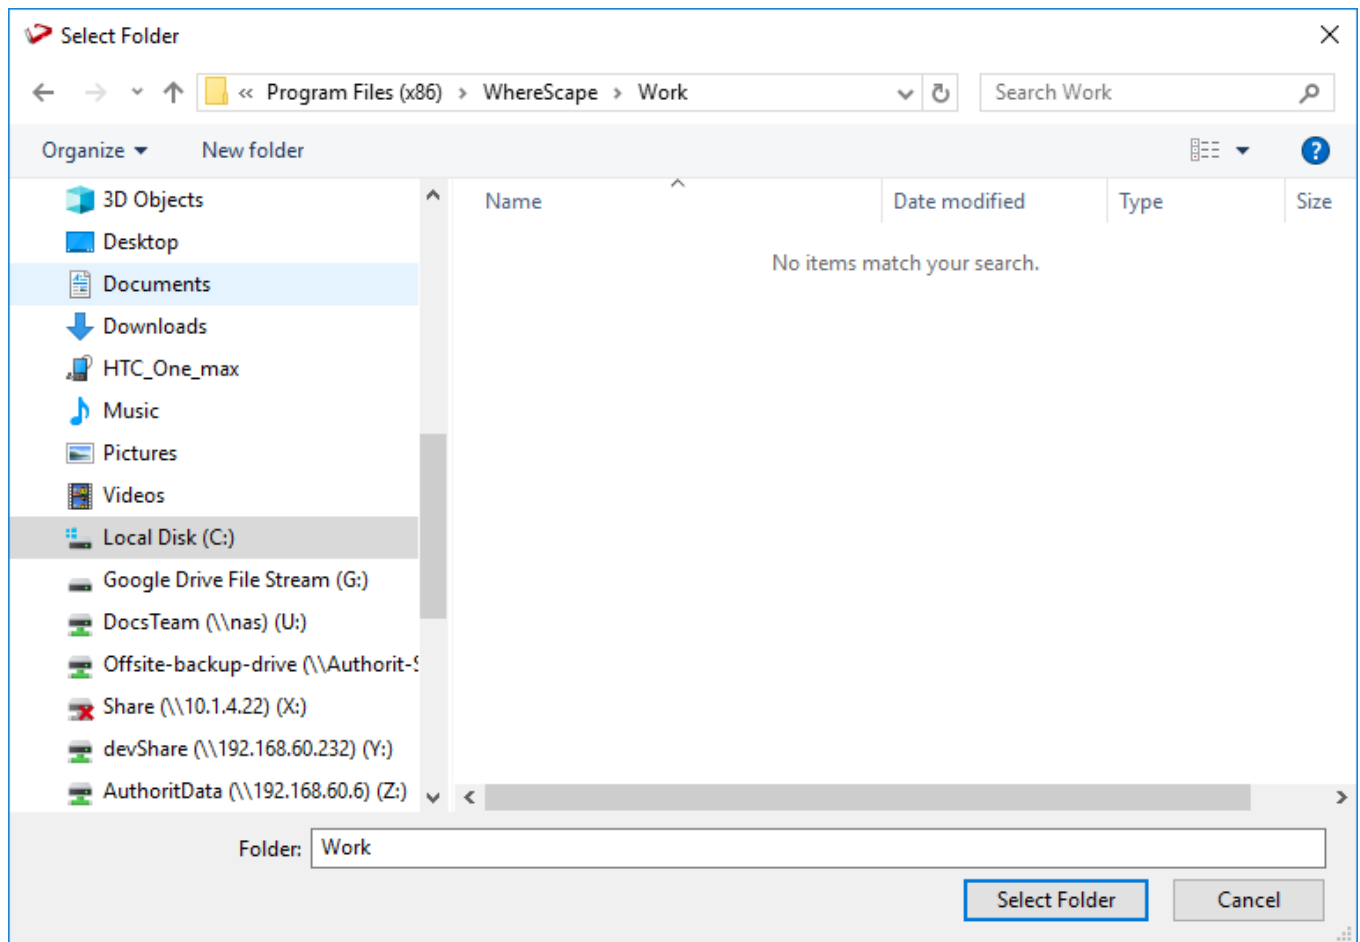 Select Folder
« Program Files (x86) > WhereScape > Work
Search Work
Organize
New folder
?
3D Objects
Desktop
Documents
Downloads
HTC_One_max
Music
Pictures
Videos
Local Disk (C:)
Google Drive File Stream (G:)
DocsTeam (\\nas) (U:)
Offsite-backup-drive (\\Authorit-
Share (\\10.1.4.22) (X:)
devShare (\\192.168.60.232) (Y:)
AuthoritData (\\192.168.60.6) (Z:)
Name Date modified Type Size
No items match your search.
Folder: Work
Select Folder Cancel